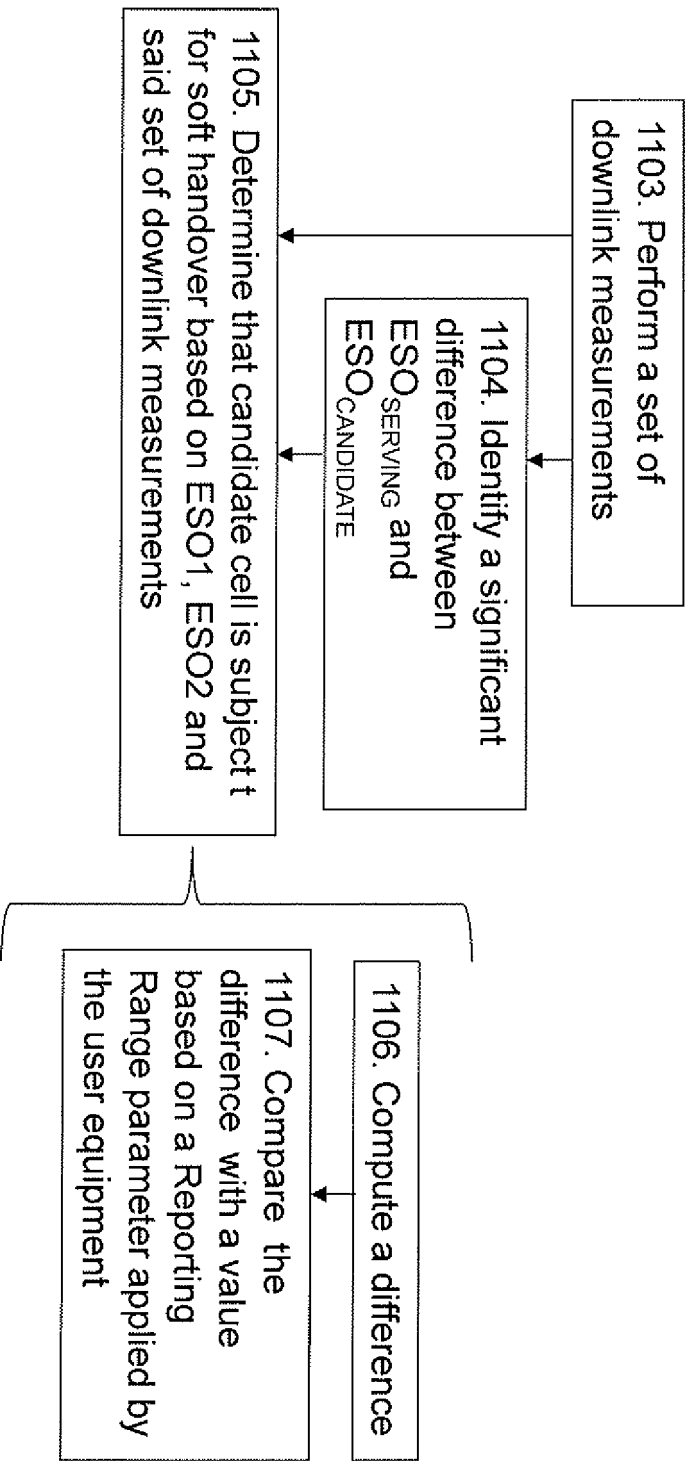 1103. Perform a set of
downlink measurements
1104. Identify a significant
difference between
ESO_SERVING and
ESO_CANDIDATE
1105. Determine that candidate cell is subject t
for soft handover based on ESO1, ESO2 and
said set of downlink measurements
1106. Compute a difference
1107. Compare the
difference with a value
based on a Reporting
Range parameter applied by
the user equipment